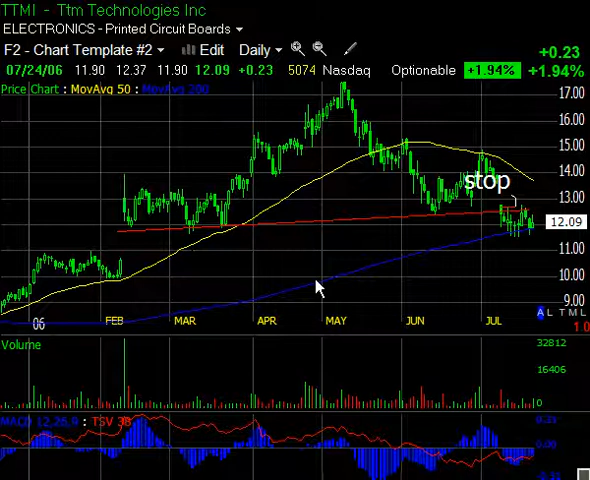 TTMI - Ttm Technologies Inc
ELECTRONICS - Printed Circuit Boards
F2 - Chart Template #2 Edit Daily
+0.23
07/24/06 11.90 12.37 11.90 12.09 +0.23 5074 Nasdaq Optionable +1.94% +1.94%
Price Chart : MovAvg 50 : MovAvg 200
17.00
16.00
15.00
14.00
stop
13.00
12.09
11.00
10.00
9.00
06 FEB MAR APR MAY JUN JUL
A L T M L
1.0
Volume
32812
16406
MACD 12,26,9 : TSV 38
0.00